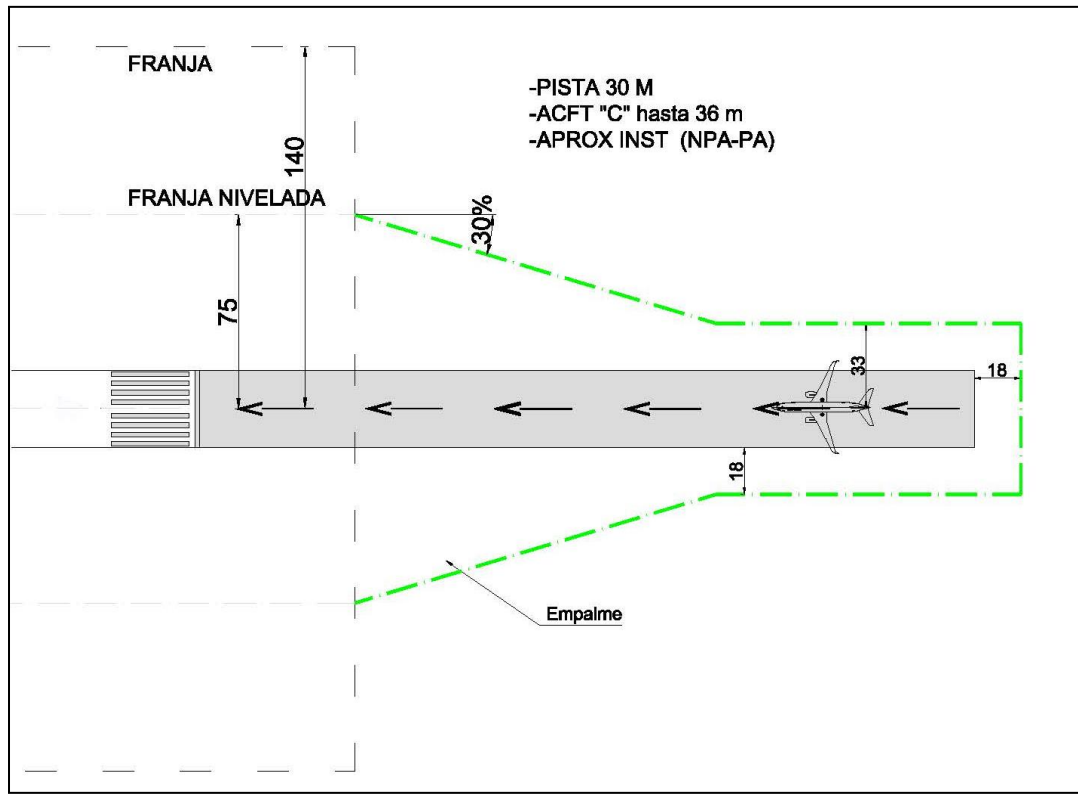 FRANJA
-PISTA 30 M
-ACFT "C" hasta 36 m
-APROX INST (NPA-PA)
140
FRANJA NIVELADA
30%
75
33
18
18
Empalme